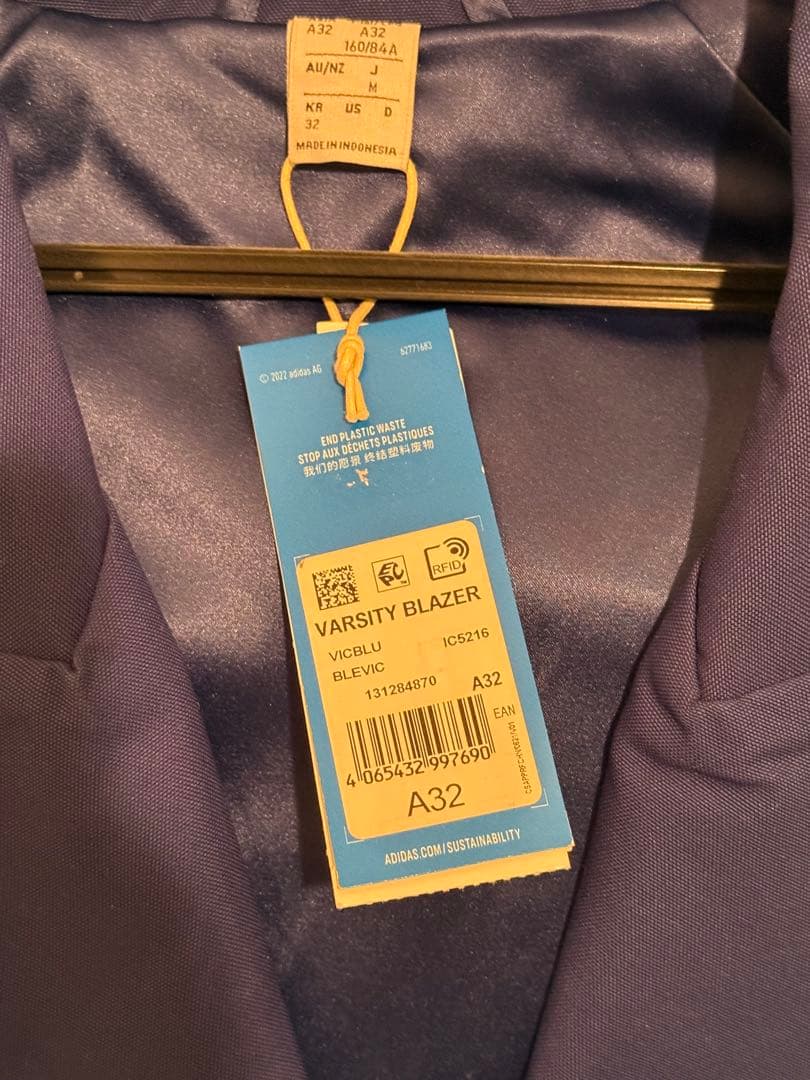 A32 A32
160/84A
AU/NZ J
M
KR US D
32
MADE IN INDONESIA
© 2022 adidas AG 62771683
END PLASTIC WASTE
STOP AUX DÉCHETS PLASTIQUES
我们的愿景 终结塑料废物
EPC™ RFID
VARSITY BLAZER
VICBLU IC5216
BLEVIC
131284870 A32
EAN
4 065432 997690
A32
ADIDAS.COM/SUSTAINABILITY